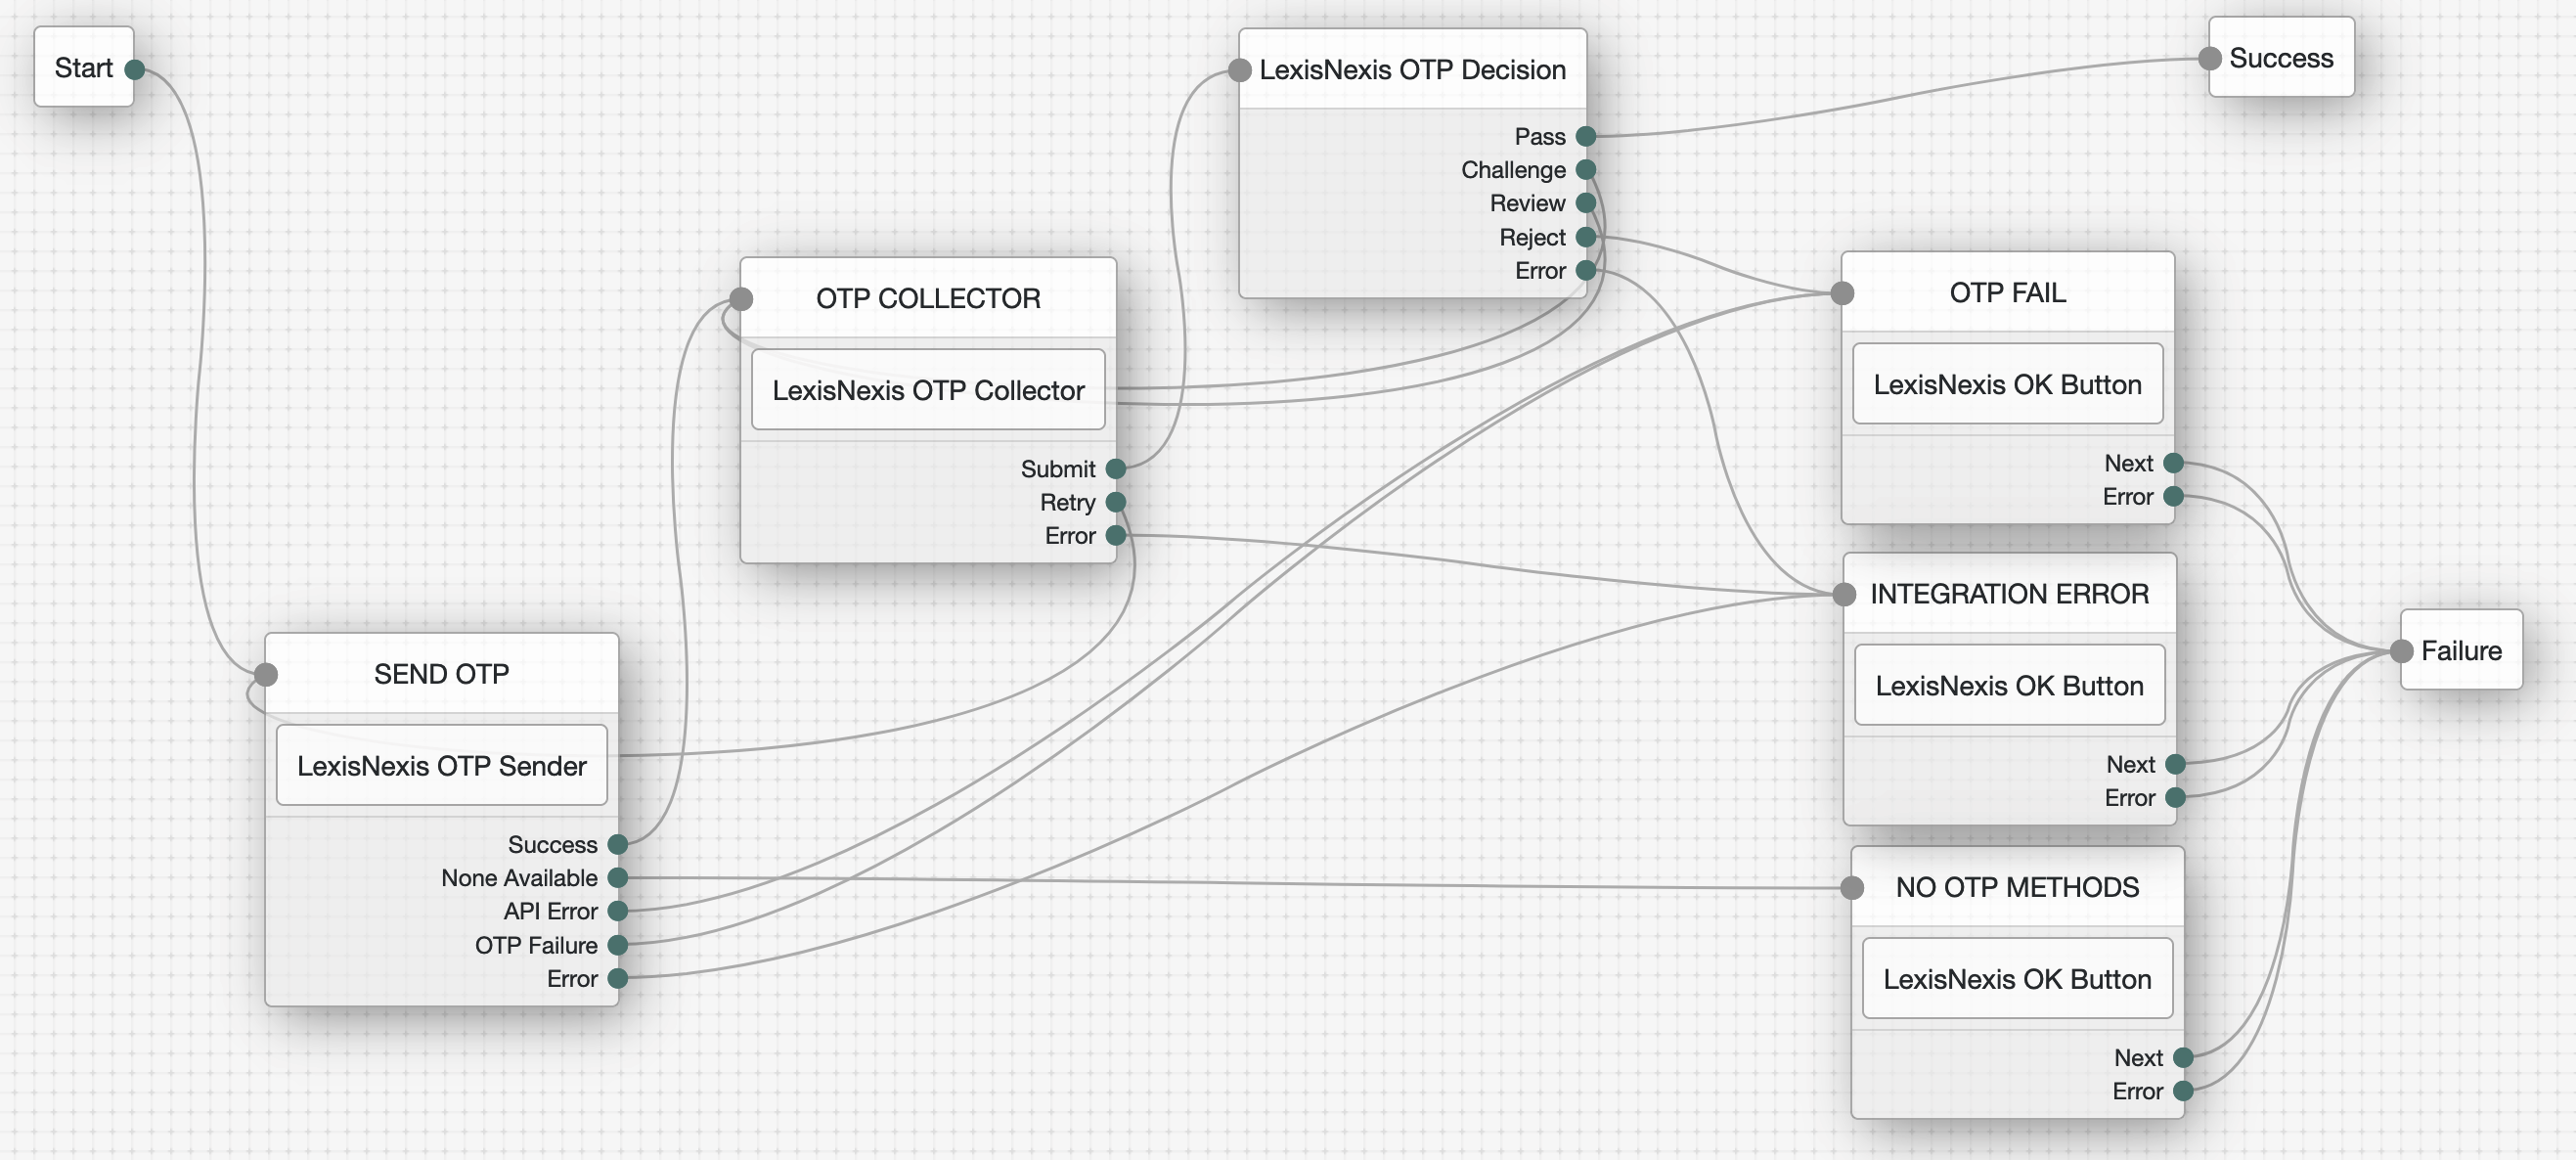 Start
LexisNexis OTP Decision
Pass
Challenge
Review
Reject
Error
Success
OTP COLLECTOR
LexisNexis OTP Collector
Submit
Retry
Error
OTP FAIL
LexisNexis OK Button
Next
Error
SEND OTP
LexisNexis OTP Sender
Success
None Available
API Error
OTP Failure
Error
INTEGRATION ERROR
LexisNexis OK Button
Next
Error
Failure
NO OTP METHODS
LexisNexis OK Button
Next
Error